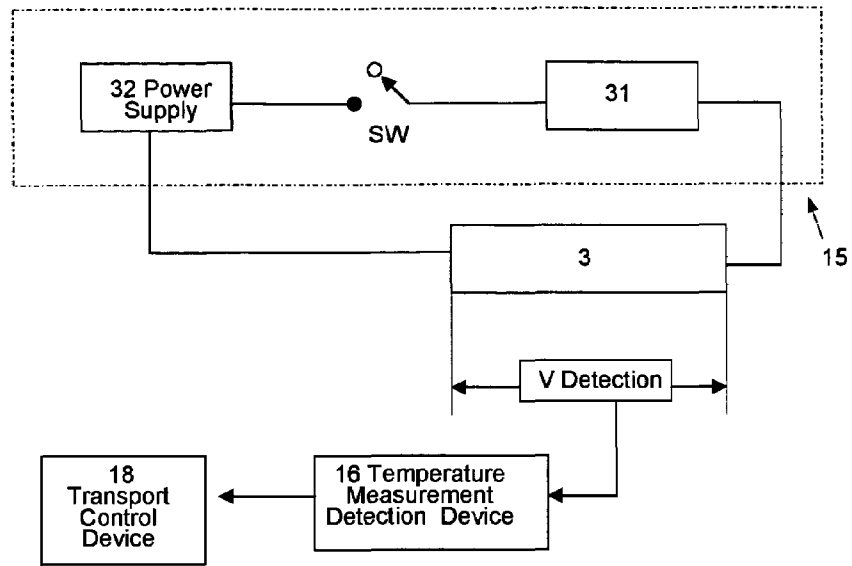 32 Power
Supply
SW
31
15
3
V Detection
18
Transport
Control
Device
16 Temperature
Measurement
Detection Device